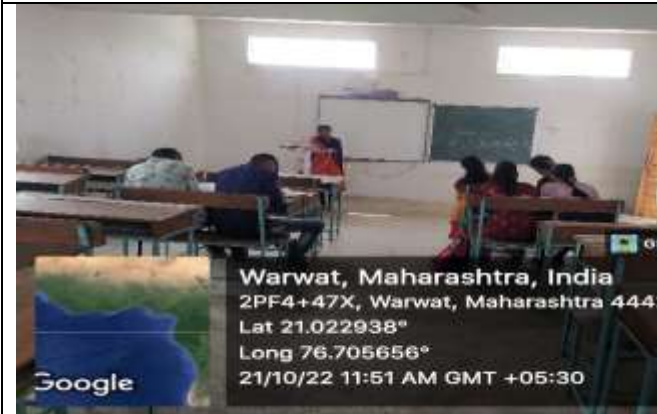 Warwat, Maharashtra, India
2PF4+47X, Warwat, Maharashtra 444
Lat 21.022938°
Long 76.705656°
21/10/22 11:51 AM GMT +05:30
Google